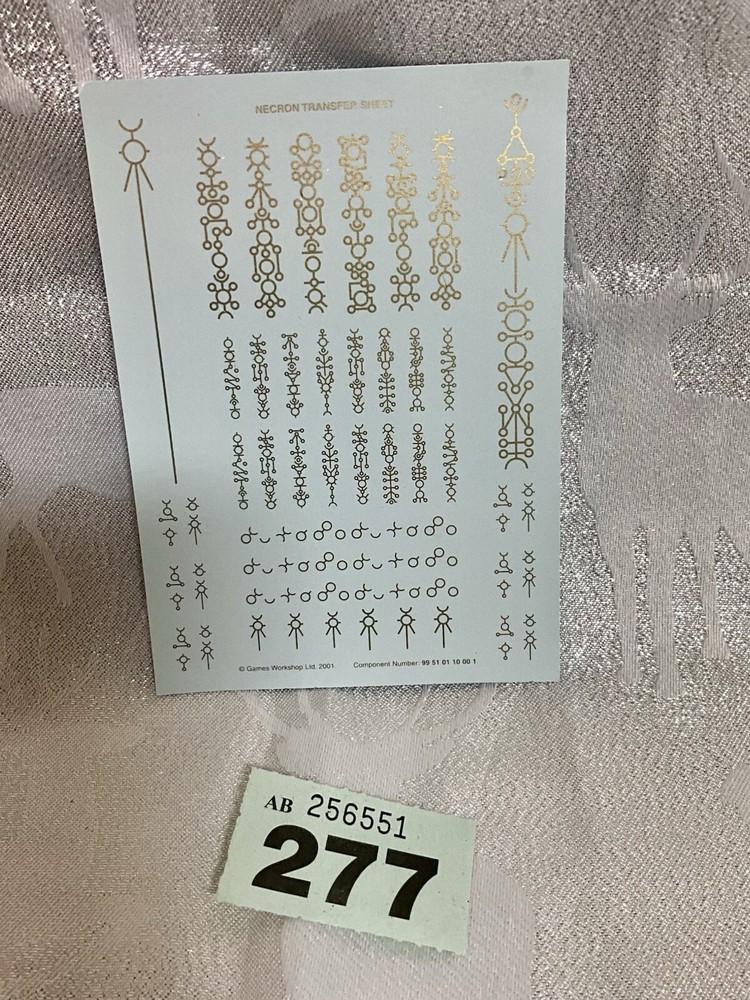 NECRON TRANSFER SHEET
© Games Workshop Ltd. 2001. Component Number: 99 51 01 10 00 1
AB 256551
277